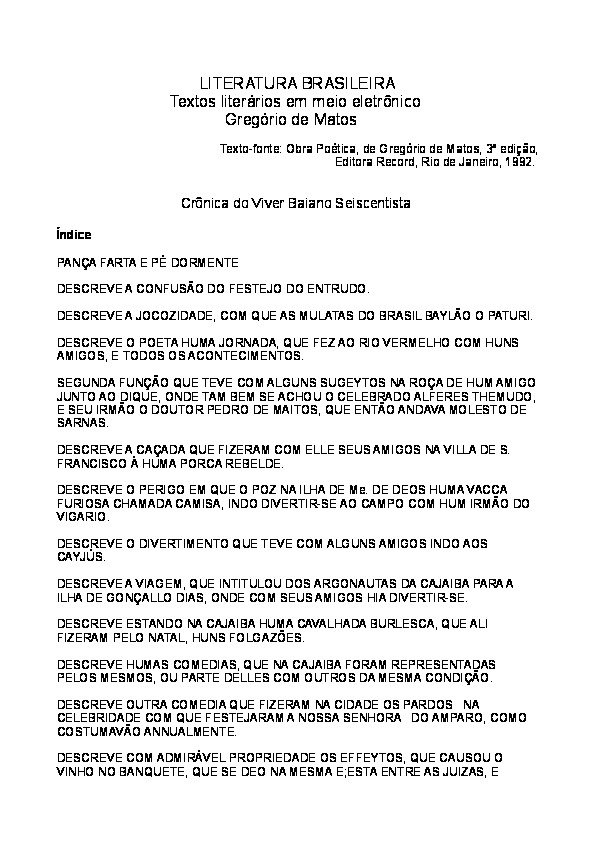 LITERATURA BRASILEIRA
Textos literários em meio eletrônico
Gregório de Matos
Texto-fonte: Obra Poética, de Gregório de Matos, 3ª edição,
Editora Record, Rio de Janeiro, 1992.
Crônica do Viver Baiano Seiscentista
Índice
PANÇA FARTA E PÉ DORMENTE
DESCREVE A CONFUSÃO DO FESTEJO DO ENTRUDO.
DESCREVE A JOCOZIDADE, COM QUE AS MULATAS DO BRASIL BAYLÃO O PATURI.
DESCREVE O POETA HUMA JORNADA, QUE FEZ AO RIO VERMELHO COM HUNS
AMIGOS, E TODOS OS ACONTECIMENTOS.
SEGUNDA FUNÇÃO QUE TEVE COM ALGUNS SUGEYTOS NA ROÇA DE HUM AMIGO
JUNTO AO DIQUE, ONDE TAM BEM SE ACHOU O CELEBRADO ALFERES THEMUDO,
E SEU IRMÃO O DOUTOR PEDRO DE MAITOS, QUE ENTÃO ANDAVA MOLESTO DE
SARNAS.
DESCREVE A CAÇADA QUE FIZERAM COM ELLE SEUS AMIGOS NA VILLA DE S.
FRANCISCO À HUMA PORCA REBELDE.
DESCREVE O PERIGO EM QUE O POZ NA ILHA DE Me. DE DEOS HUMA VACCA
FURIOSA CHAMADA CAMISA, INDO DIVERTIR-SE AO CAMPO COM HUM IRMÃO DO
VIGARIO.
DESCREVE O DIVERTIMENTO QUE TEVE COM ALGUNS AMIGOS INDO AOS
CAYJÚS.
DESCREVE A VIAGEM, QUE INTITULOU DOS ARGONAUTAS DA CAJAIBA PARA A
ILHA DE GONÇALLO DIAS, ONDE COM SEUS AMIGOS HIA DIVERTIR-SE.
DESCREVE ESTANDO NA CAJAIBA HUMA CAVALHADA BURLESCA, QUE ALI
FIZERAM PELO NATAL, HUNS FOLGAZÕES.
DESCREVE HUMAS COMEDIAS, QUE NA CAJAIBA FORAM REPRESENTADAS
PELOS MESMOS, OU PARTE DELLES COM OUTROS DA MESMA CONDIÇÃO.
DESCREVE OUTRA COMEDIA QUE FIZERAM NA CIDADE OS PARDOS NA
CELEBRIDADE COM QUE FESTEJARAM A NOSSA SENHORA DO AMPARO, COMO
COSTUMAVÃO ANNUALMENTE.
DESCREVE COM ADMIRÁVEL PROPRIEDADE OS EFFEYTOS, QUE CAUSOU O
VINHO NO BANQUETE, QUE SE DEO NA MESMA E;ESTA ENTRE AS JUIZAS, E